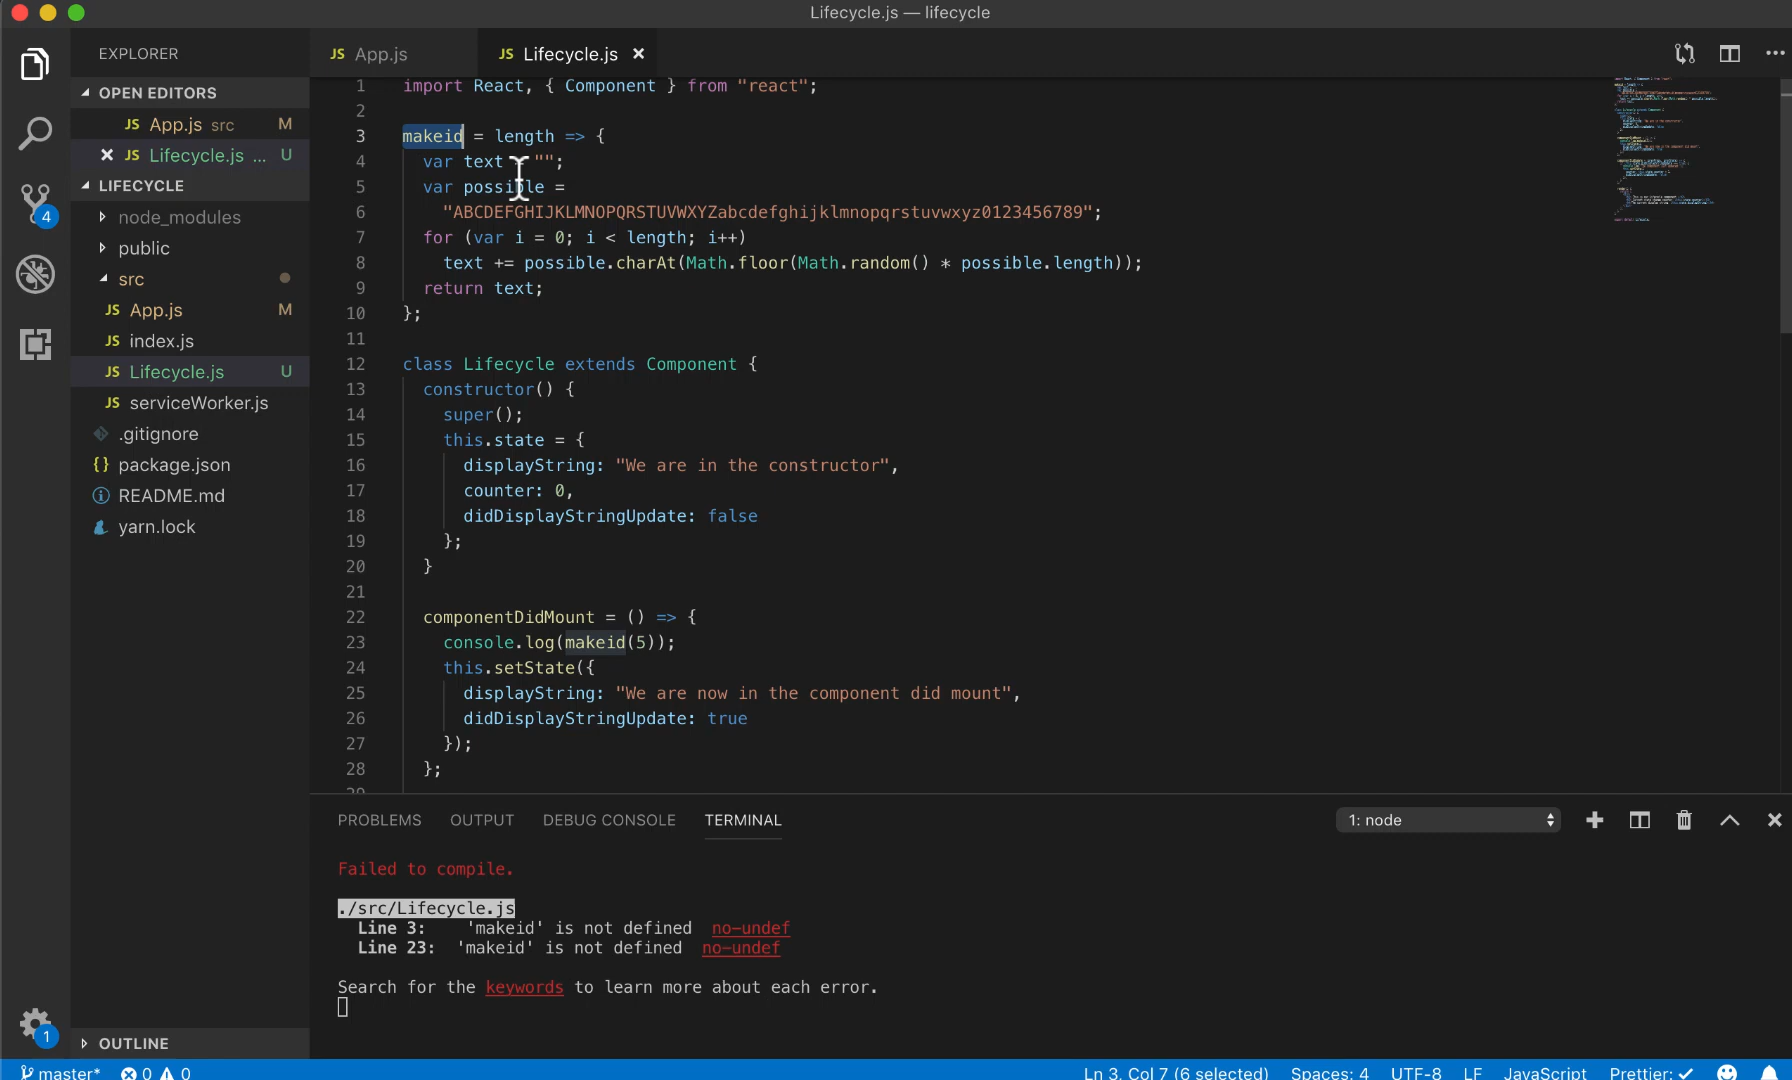 Lifecycle.js — lifecycle
EXPLORER
OPEN EDITORS
JS App.js src M
JS Lifecycle.js ... U
LIFECYCLE
node_modules
public
src
JS App.js M
JS index.js
JS Lifecycle.js U
JS serviceWorker.js
.gitignore
{} package.json
README.md
yarn.lock
4
1
OUTLINE
JS App.js
JS Lifecycle.js
1 import React, { Component } from "react";
2
3 makeid = length => {
4 var text = "";
5 var possible =
6 "ABCDEFGHIJKLMNOPQRSTUVWXYZabcdefghijklmnopqrstuvwxyz0123456789";
7 for (var i = 0; i < length; i++)
8 text += possible.charAt(Math.floor(Math.random() * possible.length));
9 return text;
10 };
11
12 class Lifecycle extends Component {
13 constructor() {
14 super();
15 this.state = {
16 displayString: "We are in the constructor",
17 counter: 0,
18 didDisplayStringUpdate: false
19 };
20 }
21
22 componentDidMount = () => {
23 console.log(makeid(5));
24 this.setState({
25 displayString: "We are now in the component did mount",
26 didDisplayStringUpdate: true
27 });
28 };
29
PROBLEMS OUTPUT DEBUG CONSOLE TERMINAL
1: node
Failed to compile.
./src/Lifecycle.js
Line 3: 'makeid' is not defined no-undef
Line 23: 'makeid' is not defined no-undef
Search for the keywords to learn more about each error.
master* 0 0
Ln 3, Col 7 (6 selected) Spaces: 4 UTF-8 LF JavaScript Prettier: ✓